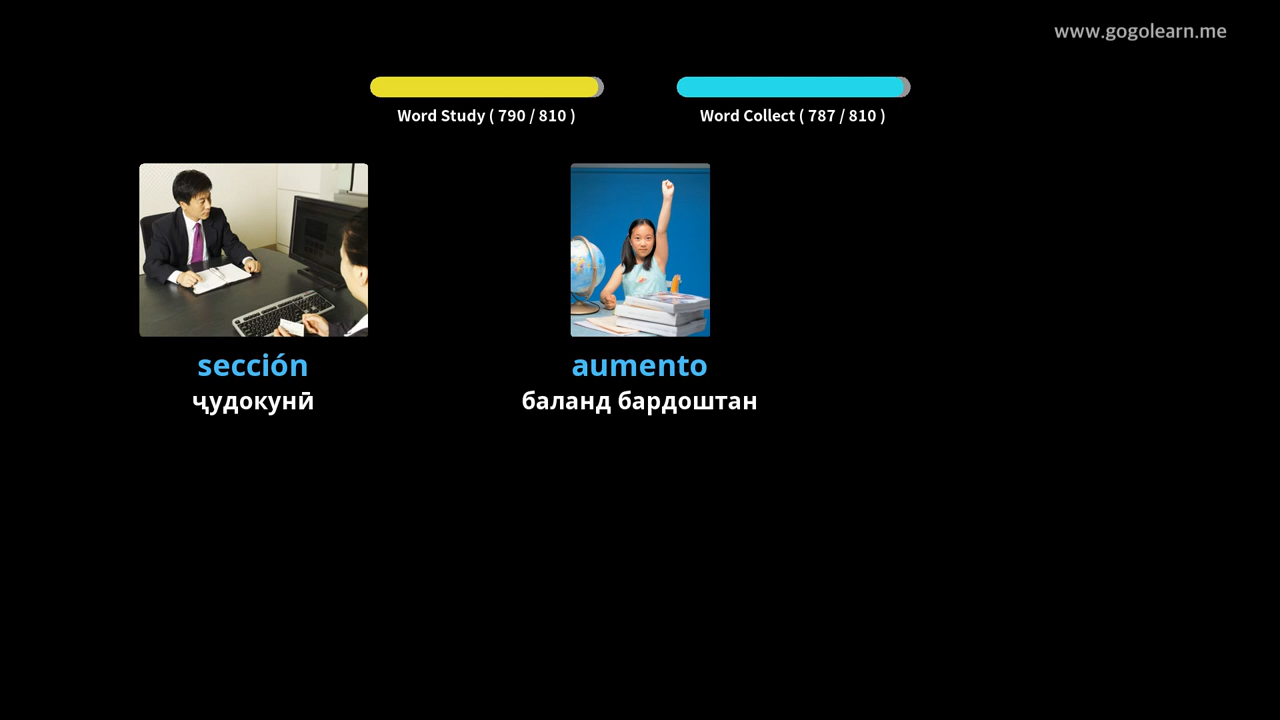 www.gogolearn.me
Word Study ( 790 / 810 )
Word Collect ( 787 / 810 )
sección
ҷудокунӣ
aumento
баланд бардоштан